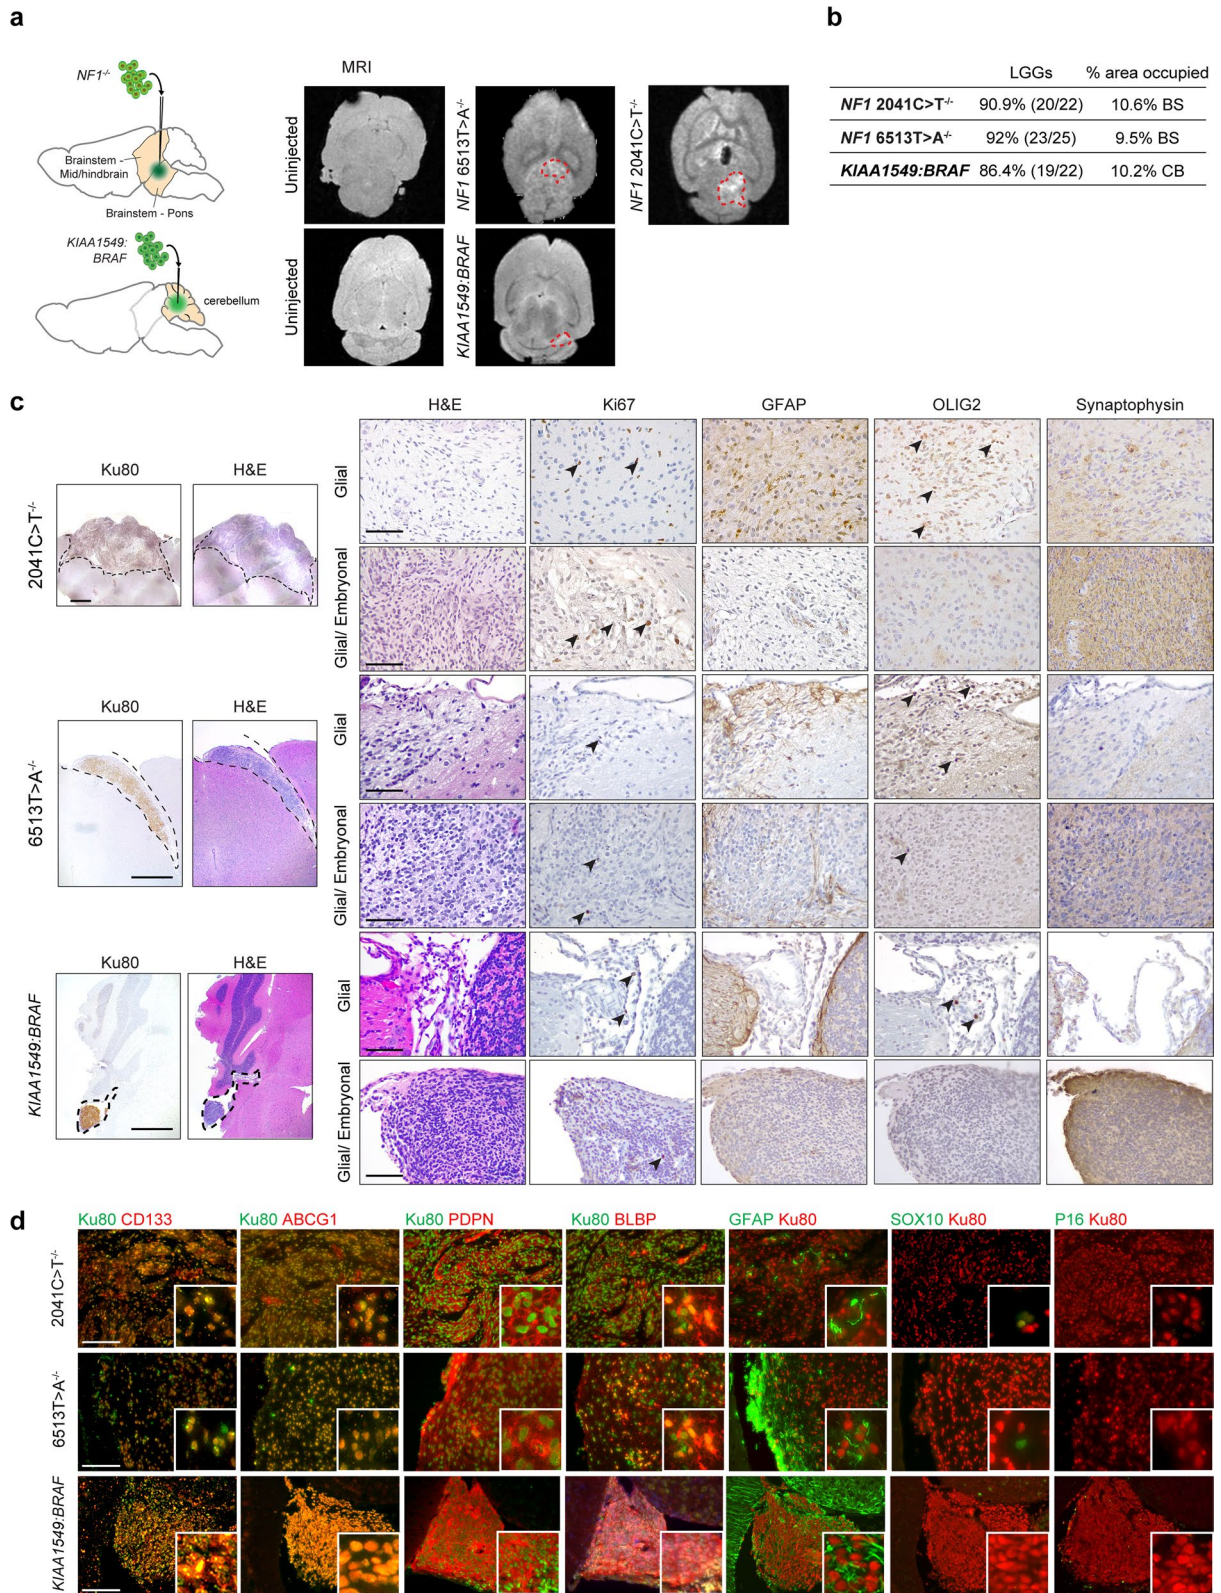 a
NF1-/-
Brainstem -
Mid/hindbrain
Brainstem - Pons
KIAA1549:
BRAF
cerebellum
MRI
Uninjected
NF1 6513T>A-/-
NF1 2041C>T-/-
Uninjected
KIAA1549:BRAF
b
LGGs % area occupied
NF1 2041C>T-/- 90.9% (20/22) 10.6% BS
NF1 6513T>A-/- 92% (23/25) 9.5% BS
KIAA1549:BRAF 86.4% (19/22) 10.2% CB
c
H&E Ki67 GFAP OLIG2 Synaptophysin
2041C>T-/-
Ku80 H&E
Glial
Glial/ Embryonal
6513T>A-/-
Ku80 H&E
Glial
Glial/ Embryonal
KIAA1549:BRAF
Ku80 H&E
Glial
Glial/ Embryonal
d
Ku80 CD133 Ku80 ABCG1 Ku80 PDPN Ku80 BLBP GFAP Ku80 SOX10 Ku80 P16 Ku80
2041C>T-/-
6513T>A-/-
KIAA1549:BRAF